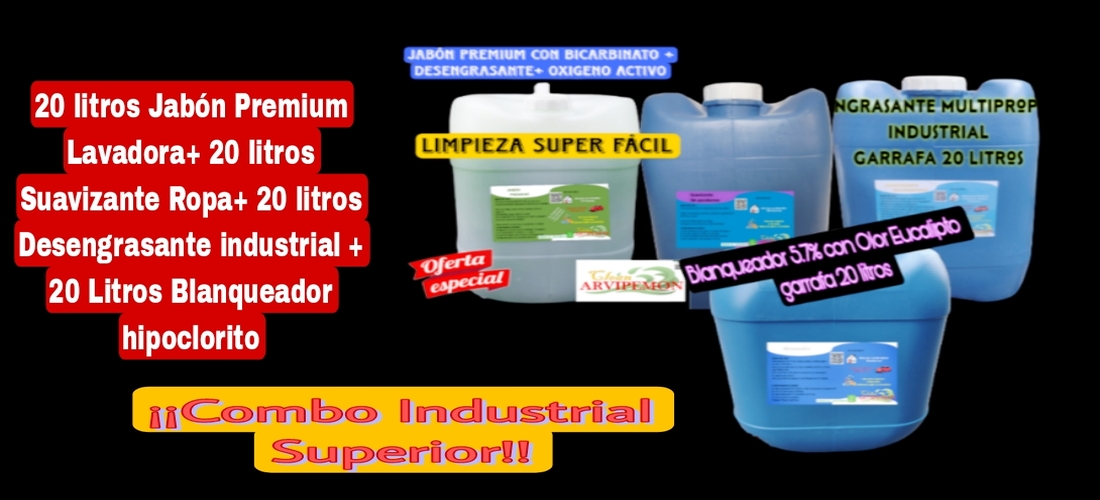 20 litros Jabón Premium
Lavadora+ 20 litros
Suavizante Ropa+ 20 litros
Desengrasante industrial +
20 Litros Blanqueador
hipoclorito
JABÓN PREMIUM CON BICARBINATO +
DESENGRASANTE+ OXIGENO ACTIVO
LIMPIEZA SUPER FÁCIL
NGRASANTE MULTIPROP
INDUSTRIAL
GARRAFA 20 LITROS
Oferta
especial
Globa
ARVIPEMON
Blanqueador 5.7% con Olor Eucalipto
garrafa 20 litros
¡¡Combo Industrial
Superior!!